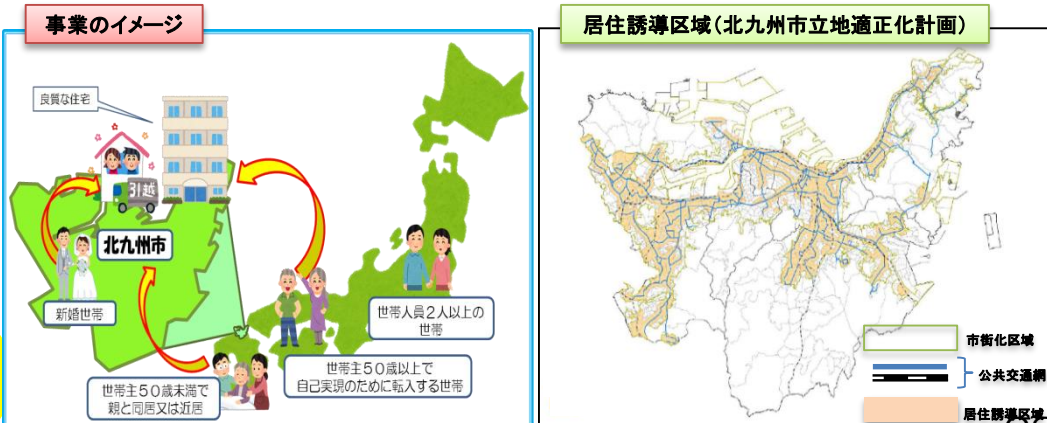 事業のイメージ
良質な住宅
引越
北九州市
新婚世帯
世帯人員２人以上の
世帯
世帯主５０歳以上で
自己実現のために転入する世帯
世帯主５０歳未満で
親と同居又は近居
居住誘導区域（北九州市立地適正化計画）
市街化区域
公共交通網
居住誘導区域